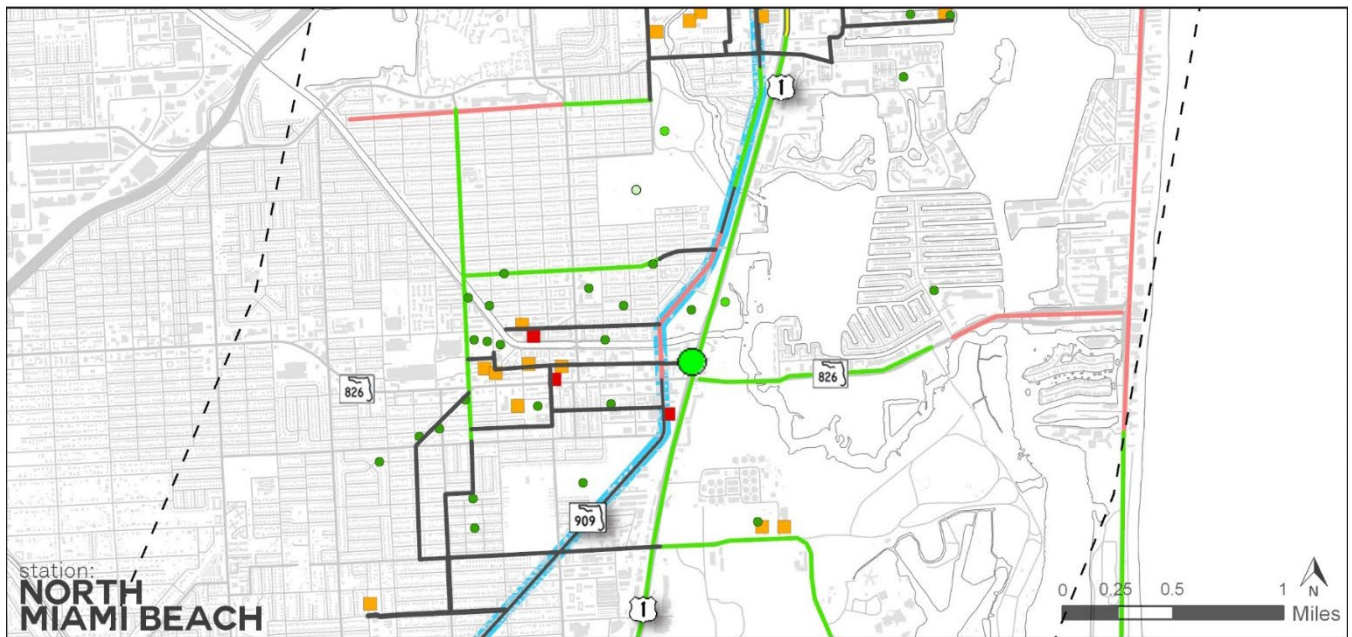 1
826
826
909
station:
NORTH
MIAMI BEACH
1
0 0.25 0.5 1
Miles
N